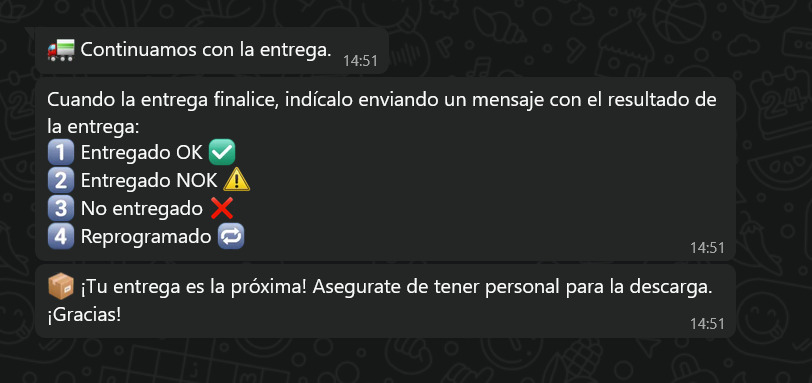 🚛 Continuamos con la entrega. 14:51
Cuando la entrega finalice, indícalo enviando un mensaje con el resultado de
la entrega:
1️⃣ Entregado OK ✅
2️⃣ Entregado NOK ⚠️
3️⃣ No entregado ❌
4️⃣ Reprogramado 🔁
14:51
📦 ¡Tu entrega es la próxima! Asegurate de tener personal para la descarga.
¡Gracias!
14:51